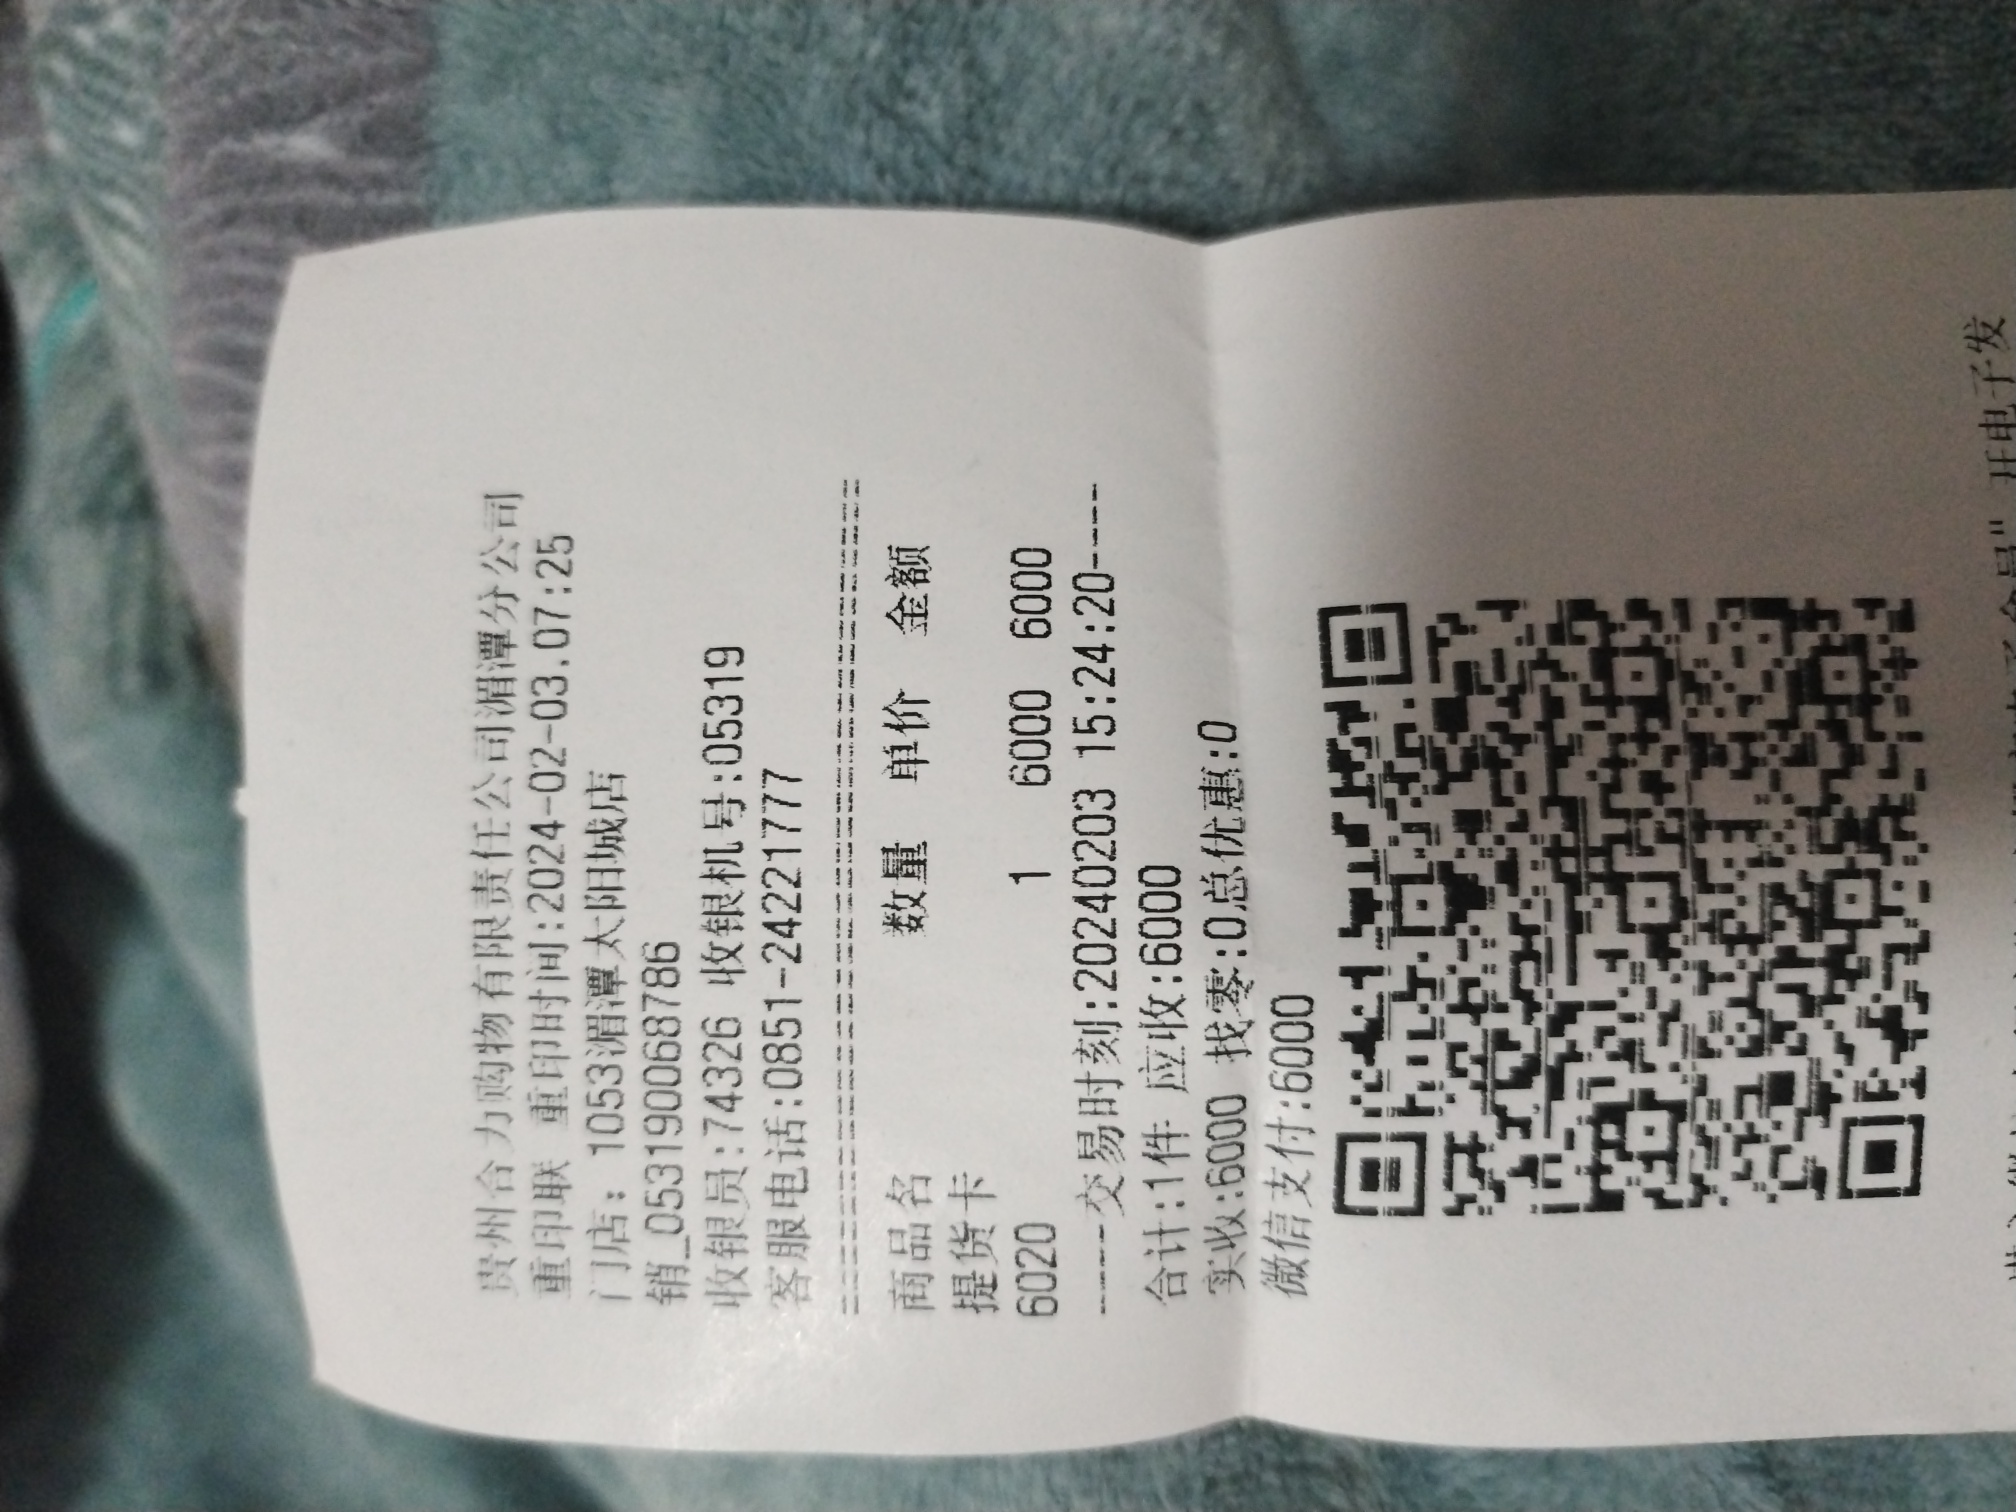 贵州合力购物有限责任公司湄潭分公司
重印联 重印时间:2024-02-03.07:25
门店: 1053湄潭太阳城店
销_053190068786
收银员:74326 收银机号:05319
客服电话:0851-24221777
================================
商品名 数量 单价 金额
提货卡
6020 1 6000 6000
-----交易时刻:20240203 15:24:20----
合计:1件 应收:6000
实收:6000 找零:0总优惠:0
微信支付:6000
开电子发